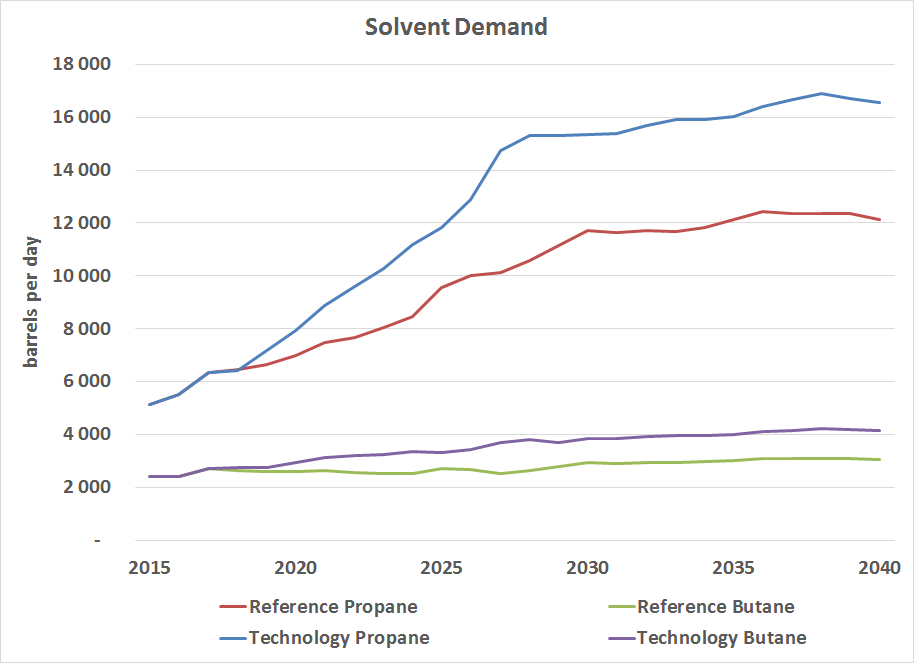 Solvent Demand
18 000
16 000
14 000
12 000
10 000
8 000
6 000
4 000
2 000
-
barrels per day
2015 2020 2025 2030 2035 2040
Reference Propane Reference Butane
Technology Propane Technology Butane